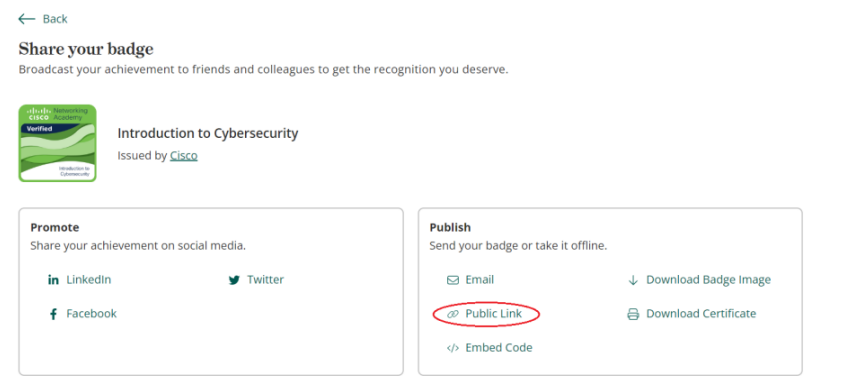 Back
Share your badge
Broadcast your achievement to friends and colleagues to get the recognition you deserve.
Networking
CISCO Academy
Verified
Introduction to
Cybersecurity
Introduction to Cybersecurity
Issued by Cisco
Promote
Share your achievement on social media.
LinkedIn
Twitter
Facebook
Publish
Send your badge or take it offline.
Email
Download Badge Image
Public Link
Download Certificate
Embed Code